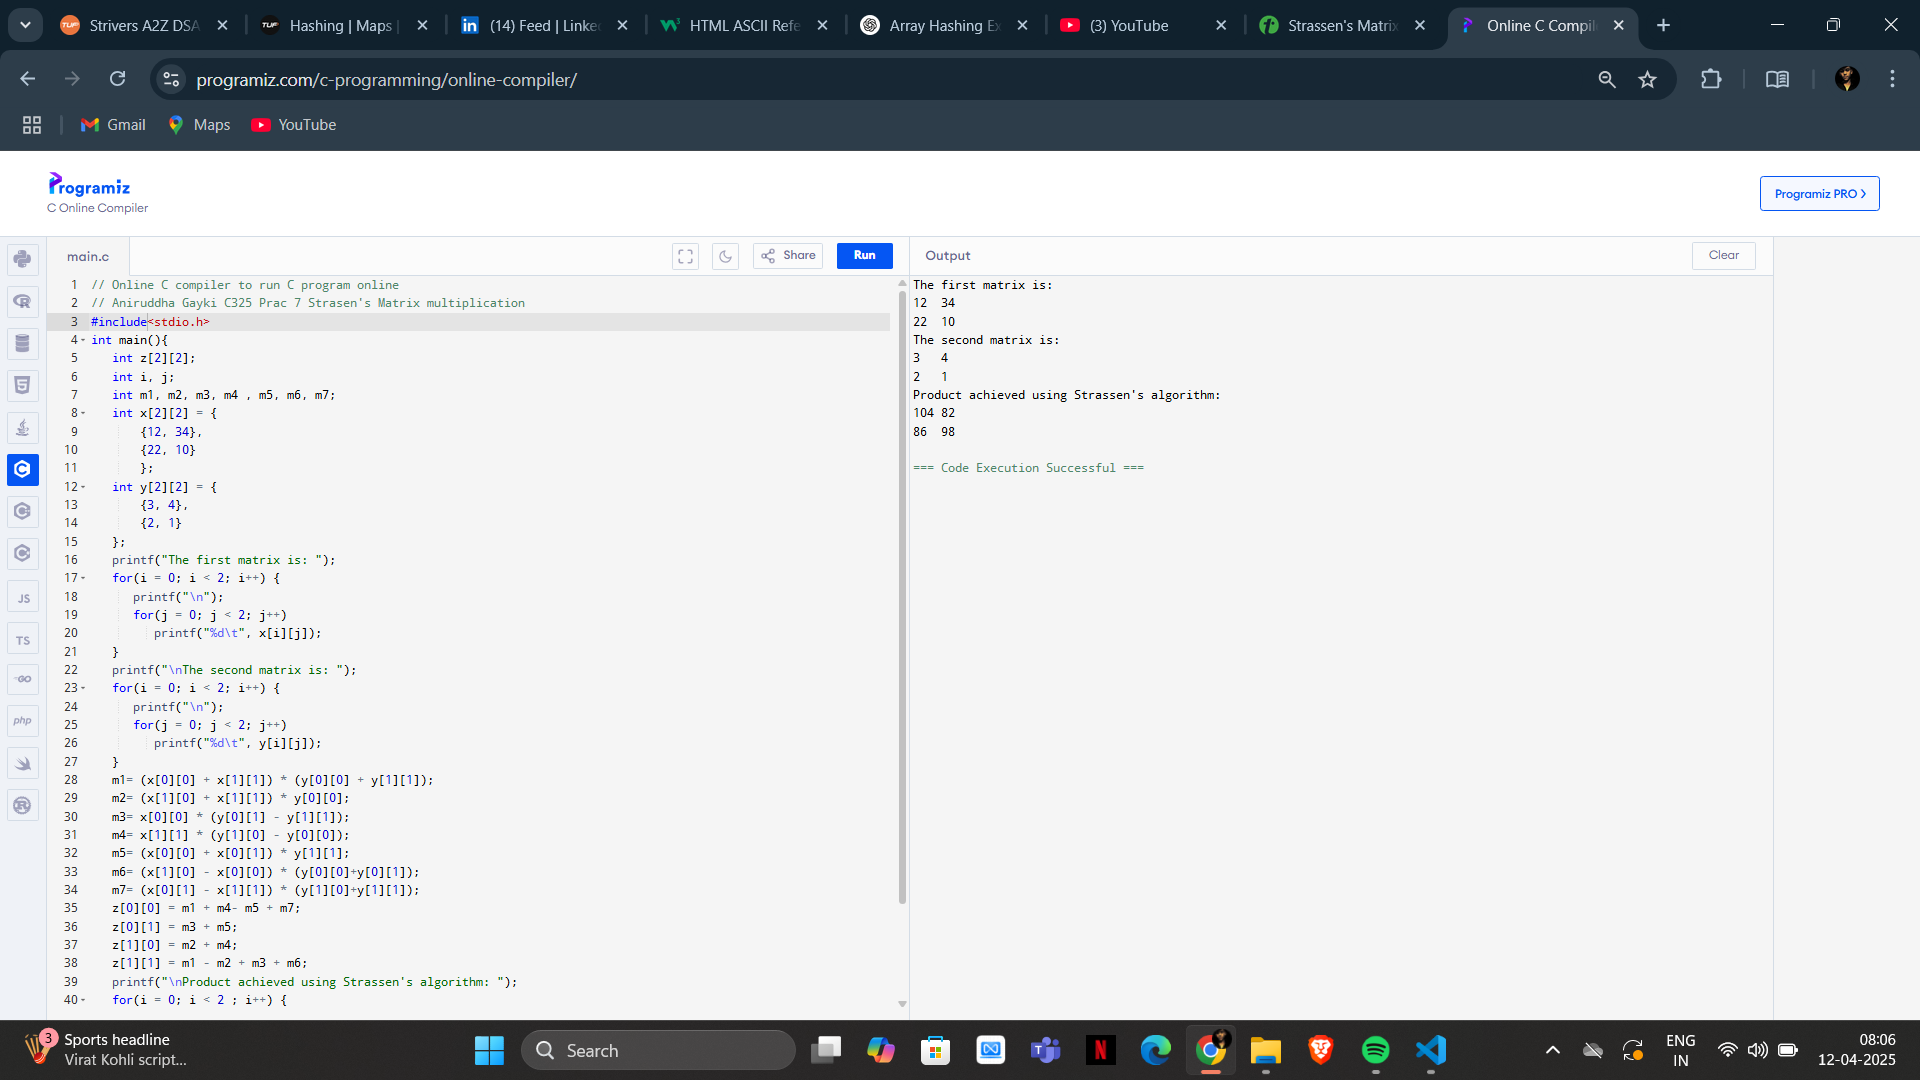 Strivers A2Z DSA
Hashing | Maps |
(14) Feed | Linke
HTML ASCII Refe
Array Hashing Ex
(3) YouTube
Strassen's Matrix
Online C Compil
programiz.com/c-programming/online-compiler/
Gmail
Maps
YouTube
Programiz
C Online Compiler
Programiz PRO >
main.c
Share
Run
Output
Clear
1 // Online C compiler to run C program online
2 // Aniruddha Gayki C325 Prac 7 Strasen's Matrix multiplication
3 #include<stdio.h>
4 int main(){
5 int z[2][2];
6 int i, j;
7 int m1, m2, m3, m4 , m5, m6, m7;
8 int x[2][2] = {
9 {12, 34},
10 {22, 10}
11 };
12 int y[2][2] = {
13 {3, 4},
14 {2, 1}
15 };
16 printf("The first matrix is: ");
17 for(i = 0; i < 2; i++) {
18 printf("\n");
19 for(j = 0; j < 2; j++)
20 printf("%d\t", x[i][j]);
21 }
22 printf("\nThe second matrix is: ");
23 for(i = 0; i < 2; i++) {
24 printf("\n");
25 for(j = 0; j < 2; j++)
26 printf("%d\t", y[i][j]);
27 }
28 m1= (x[0][0] + x[1][1]) * (y[0][0] + y[1][1]);
29 m2= (x[1][0] + x[1][1]) * y[0][0];
30 m3= x[0][0] * (y[0][1] - y[1][1]);
31 m4= x[1][1] * (y[1][0] - y[0][0]);
32 m5= (x[0][0] + x[0][1]) * y[1][1];
33 m6= (x[1][0] - x[0][0]) * (y[0][0]+y[0][1]);
34 m7= (x[0][1] - x[1][1]) * (y[1][0]+y[1][1]);
35 z[0][0] = m1 + m4- m5 + m7;
36 z[0][1] = m3 + m5;
37 z[1][0] = m2 + m4;
38 z[1][1] = m1 - m2 + m3 + m6;
39 printf("\nProduct achieved using Strassen's algorithm: ");
40 for(i = 0; i < 2 ; i++) {
The first matrix is:
12 34
22 10
The second matrix is:
3 4
2 1
Product achieved using Strassen's algorithm:
104 82
86 98
=== Code Execution Successful ===
JS
TS
GO
php
3
Sports headline
Virat Kohli script...
Search
ENG
IN
08:06
12-04-2025